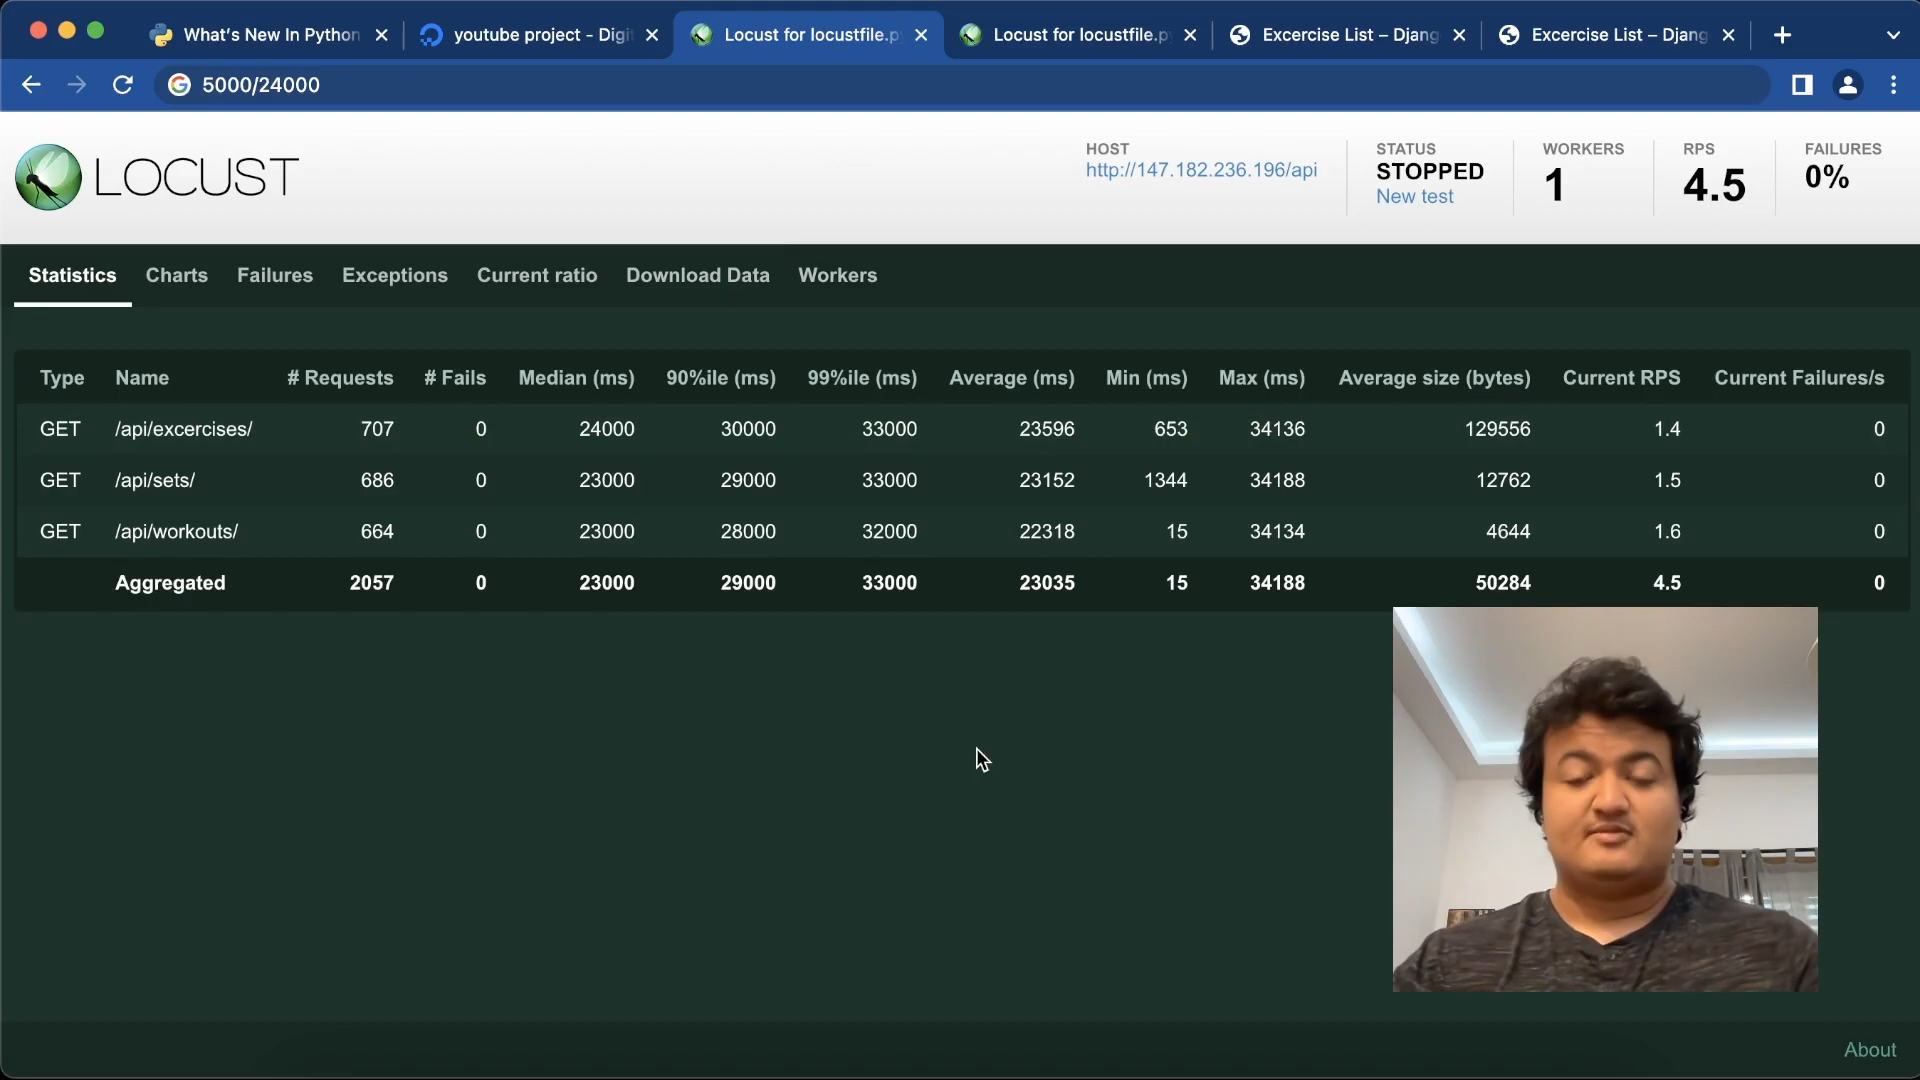 What's New In Python
youtube project - Digit
Locust for locustfile.p
Locust for locustfile.p
Excercise List – Djang
Excercise List – Djang
5000/24000
LOCUST
HOST
http://147.182.236.196/api
STATUS
STOPPED
New test
WORKERS
1
RPS
4.5
FAILURES
0%
Statistics Charts Failures Exceptions Current ratio Download Data Workers
Type Name # Requests # Fails Median (ms) 90%ile (ms) 99%ile (ms) Average (ms) Min (ms) Max (ms) Average size (bytes) Current RPS Current Failures/s
GET /api/excercises/ 707 0 24000 30000 33000 23596 653 34136 129556 1.4 0
GET /api/sets/ 686 0 23000 29000 33000 23152 1344 34188 12762 1.5 0
GET /api/workouts/ 664 0 23000 28000 32000 22318 15 34134 4644 1.6 0
Aggregated 2057 0 23000 29000 33000 23035 15 34188 50284 4.5 0
About